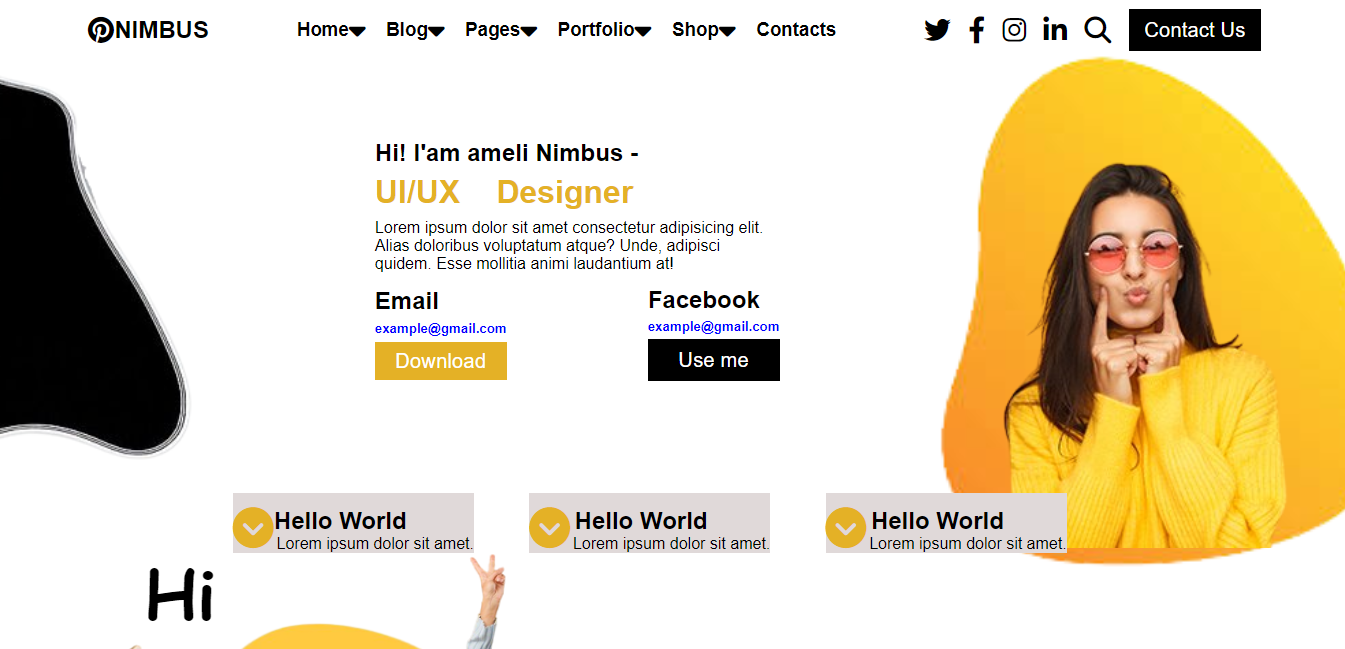 NIMBUS
Home Blog Pages Portfolio Shop Contacts
Contact Us
Hi! I'am ameli Nimbus -
UI/UX Designer
Lorem ipsum dolor sit amet consectetur adipisicing elit.
Alias doloribus voluptatum atque? Unde, adipisci
quidem. Esse mollitia animi laudantium at!
Email
example@gmail.com
Download
Facebook
example@gmail.com
Use me
Hello World
Lorem ipsum dolor sit amet.
Hello World
Lorem ipsum dolor sit amet.
Hello World
Lorem ipsum dolor sit amet.
Hi